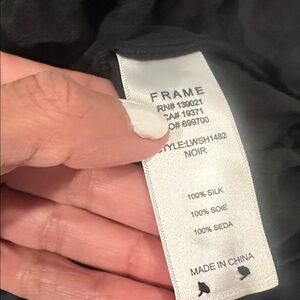 FRAME
RN# 139021
CA# 19371
O# 699700
STYLE:LWSH1482
NOIR
100% SILK
100% SOIE
100% SEDA
MADE IN CHINA